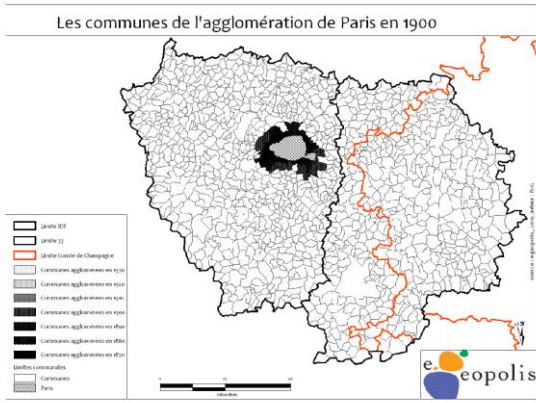 Les communes de l'agglomération de Paris en 1900
Limite IDF
Limite 77
Limite Comté de Champagne
Communes agglomérées en 1930
Communes agglomérées en 1920
Communes agglomérées en 1910
Communes agglomérées en 1900
Communes agglomérées en 1890
Communes agglomérées en 1880
Communes agglomérées en 1870
Limites communales
Communes
Paris
e.
eopolis